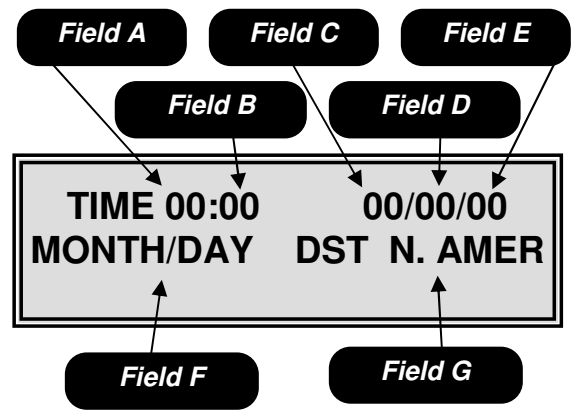 Field A
Field C
Field E
Field B
Field D
TIME 00:00 00/00/00
MONTH/DAY DST N. AMER
Field F
Field G